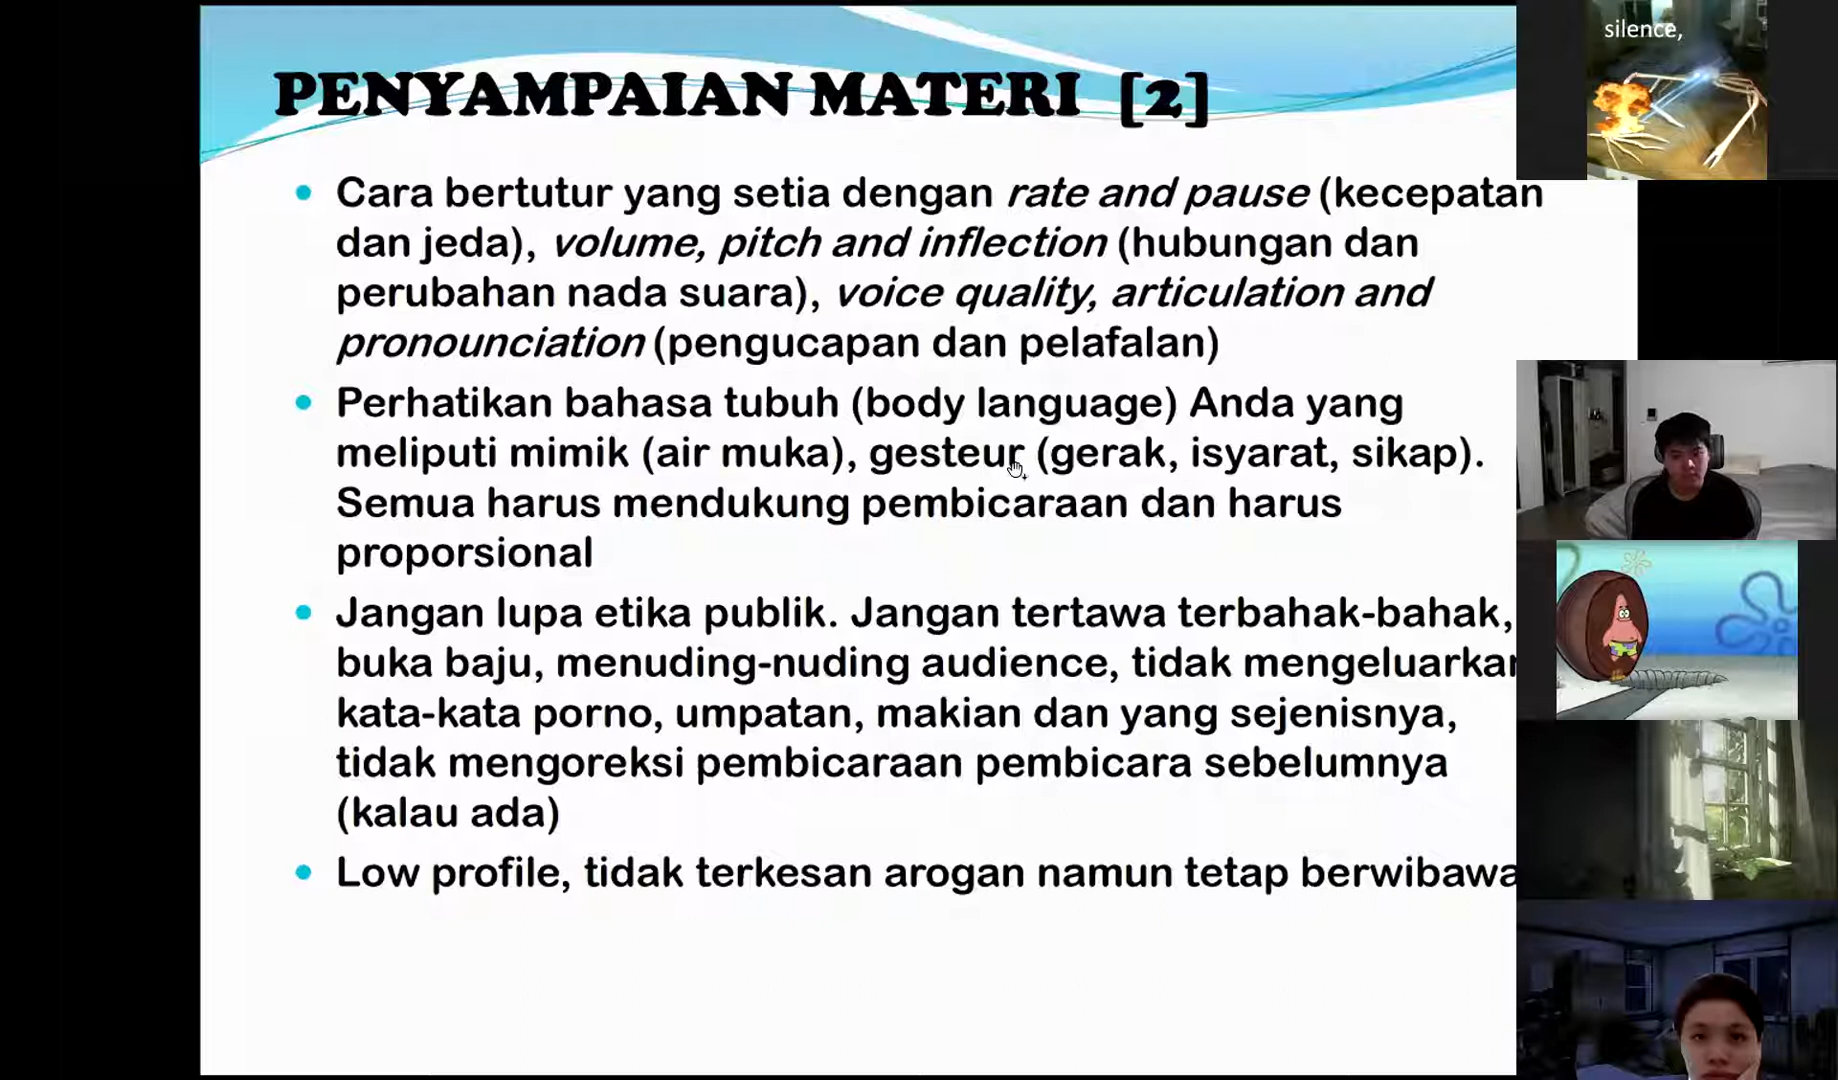 PENYAMPAIAN MATERI [2]
silence,
• Cara bertutur yang setia dengan rate and pause (kecepatan
dan jeda), volume, pitch and inflection (hubungan dan
perubahan nada suara), voice quality, articulation and
pronounciation (pengucapan dan pelafalan)
• Perhatikan bahasa tubuh (body language) Anda yang
meliputi mimik (air muka), gesteur (gerak, isyarat, sikap).
Semua harus mendukung pembicaraan dan harus
proporsional
• Jangan lupa etika publik. Jangan tertawa terbahak-bahak,
buka baju, menuding-nuding audience, tidak mengeluarkan
kata-kata porno, umpatan, makian dan yang sejenisnya,
tidak mengoreksi pembicaraan pembicara sebelumnya
(kalau ada)
• Low profile, tidak terkesan arogan namun tetap berwibawa